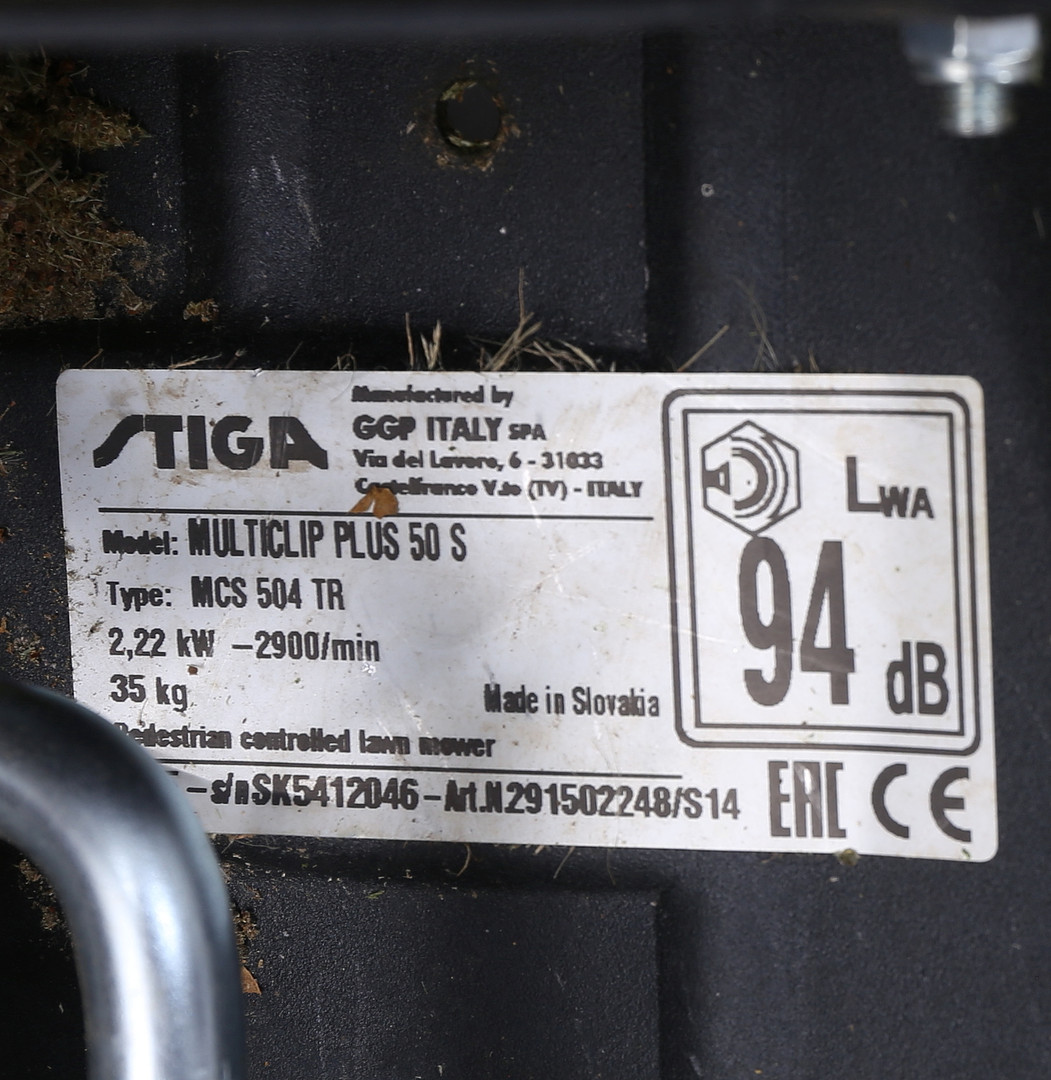 STIGA
Manufactured by
GGP ITALY SPA
Via del Lavoro, 6 - 31033
Castelfranco V.to (TV) - ITALY
Model: MULTICLIP PLUS 50 S
Type: MCS 504 TR
2,22 kW -2900/min
35 kg
Made in Slovakia
Pedestrian controlled lawn mower
- s/n SK5412046 - Art.N 291502248/S14
LWA
94
dB
EAC CE